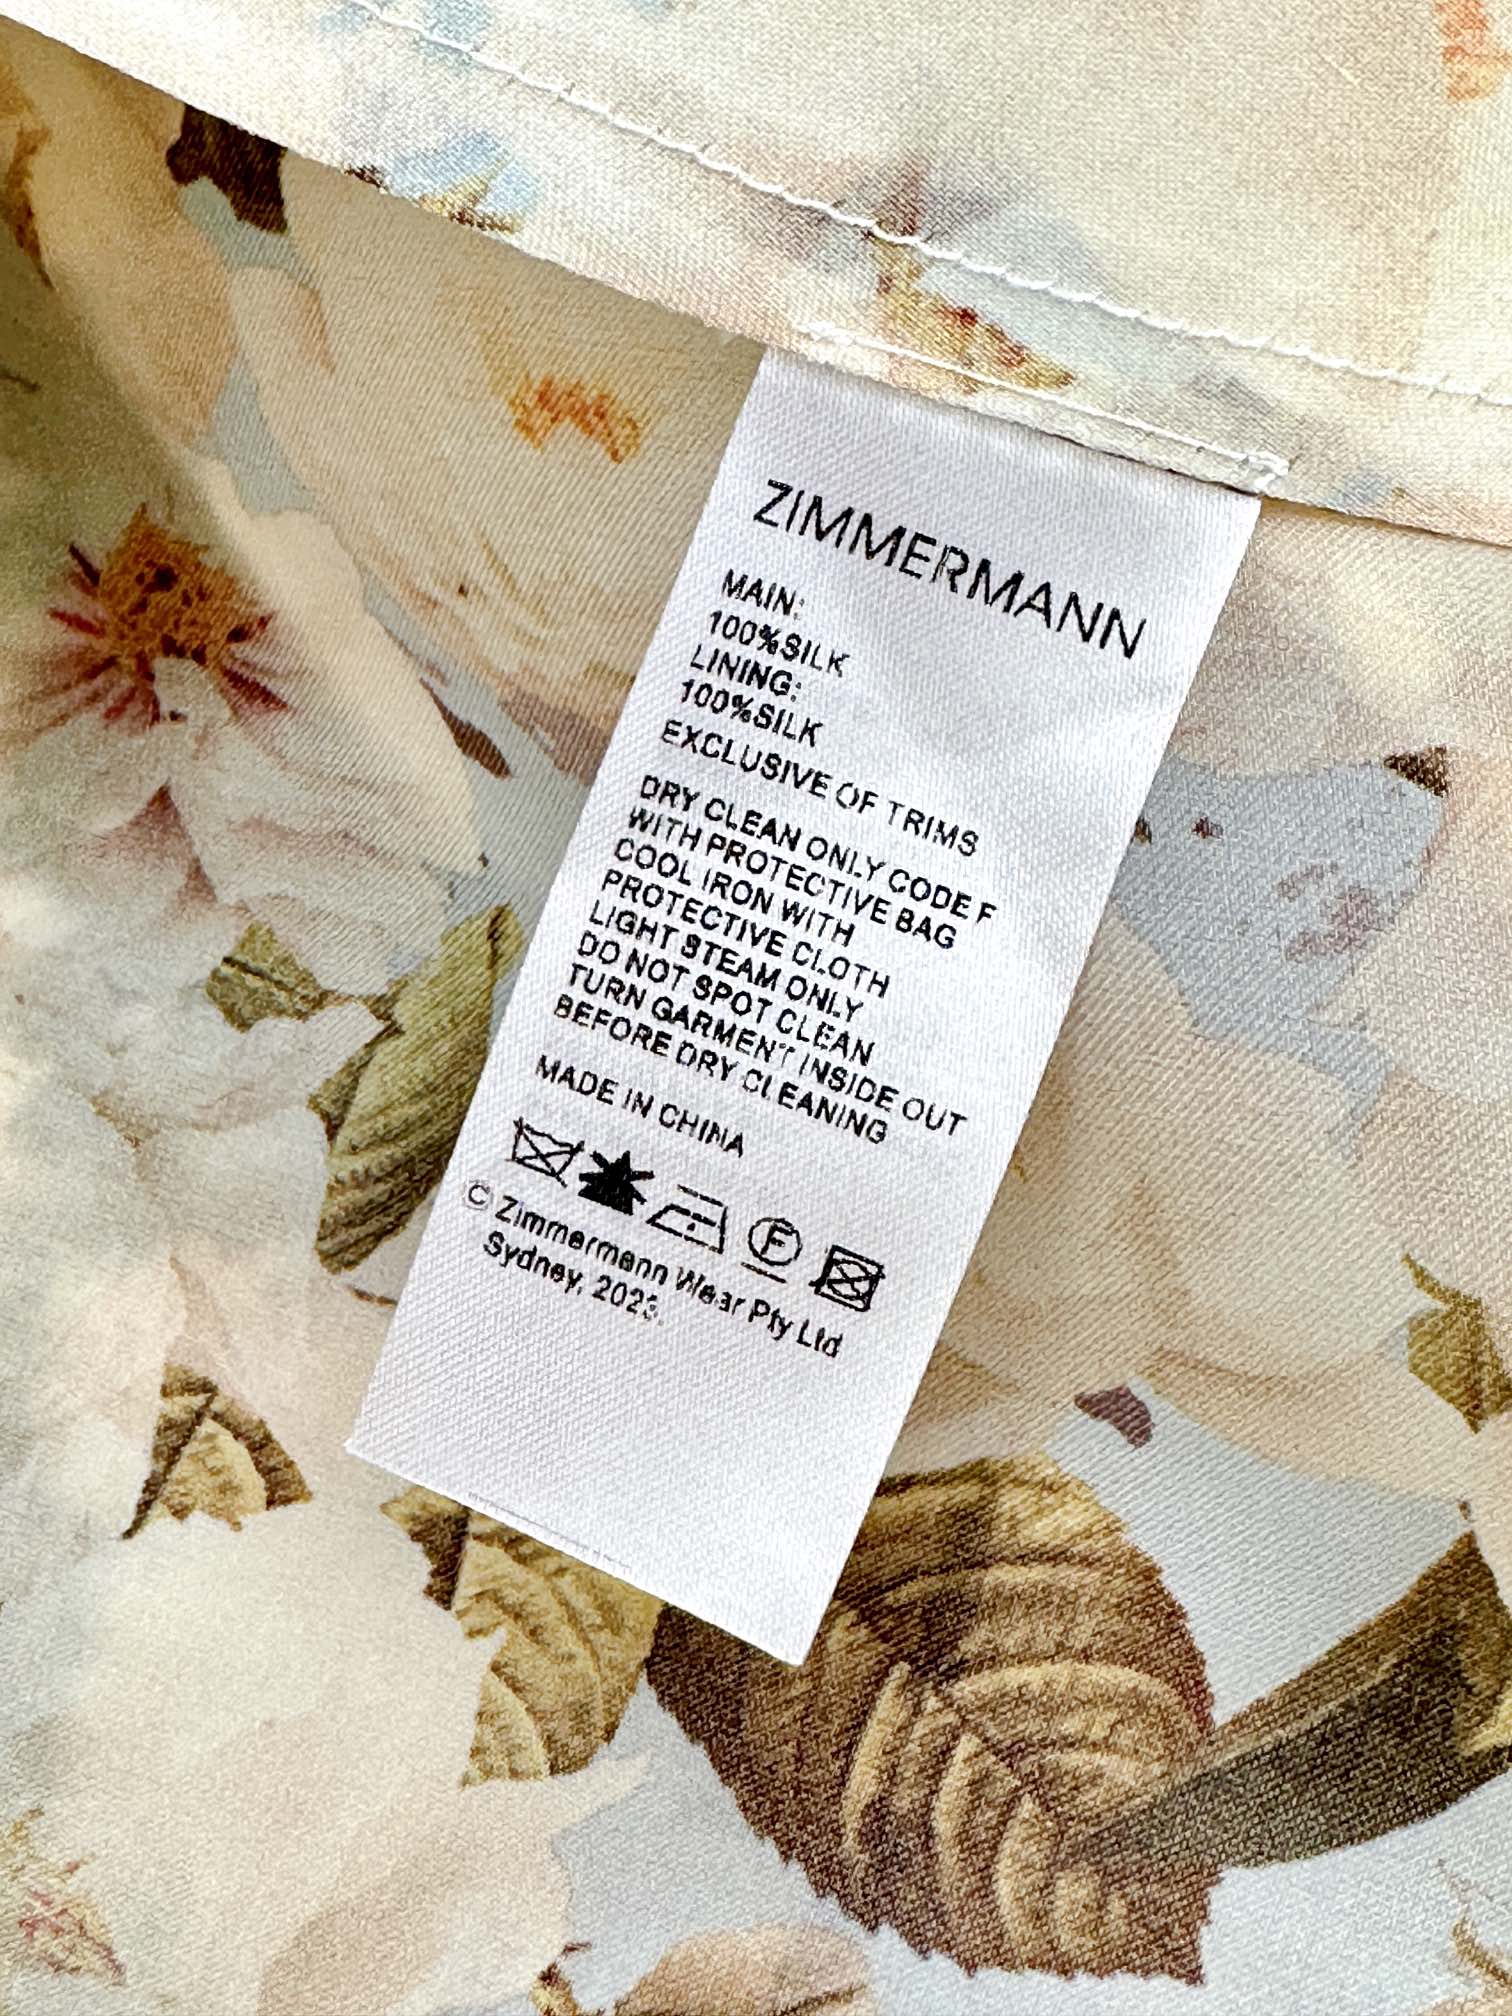 ZIMMERMANN
MAIN:
100%SILK
LINING:
100%SILK
EXCLUSIVE OF TRIMS
DRY CLEAN ONLY CODE F
WITH PROTECTIVE BAG
COOL IRON WITH
PROTECTIVE CLOTH
LIGHT STEAM ONLY
DO NOT SPOT CLEAN
TURN GARMENT INSIDE OUT
BEFORE DRY CLEANING
MADE IN CHINA
F
© Zimmermann Wear Pty Ltd
Sydney, 2023.